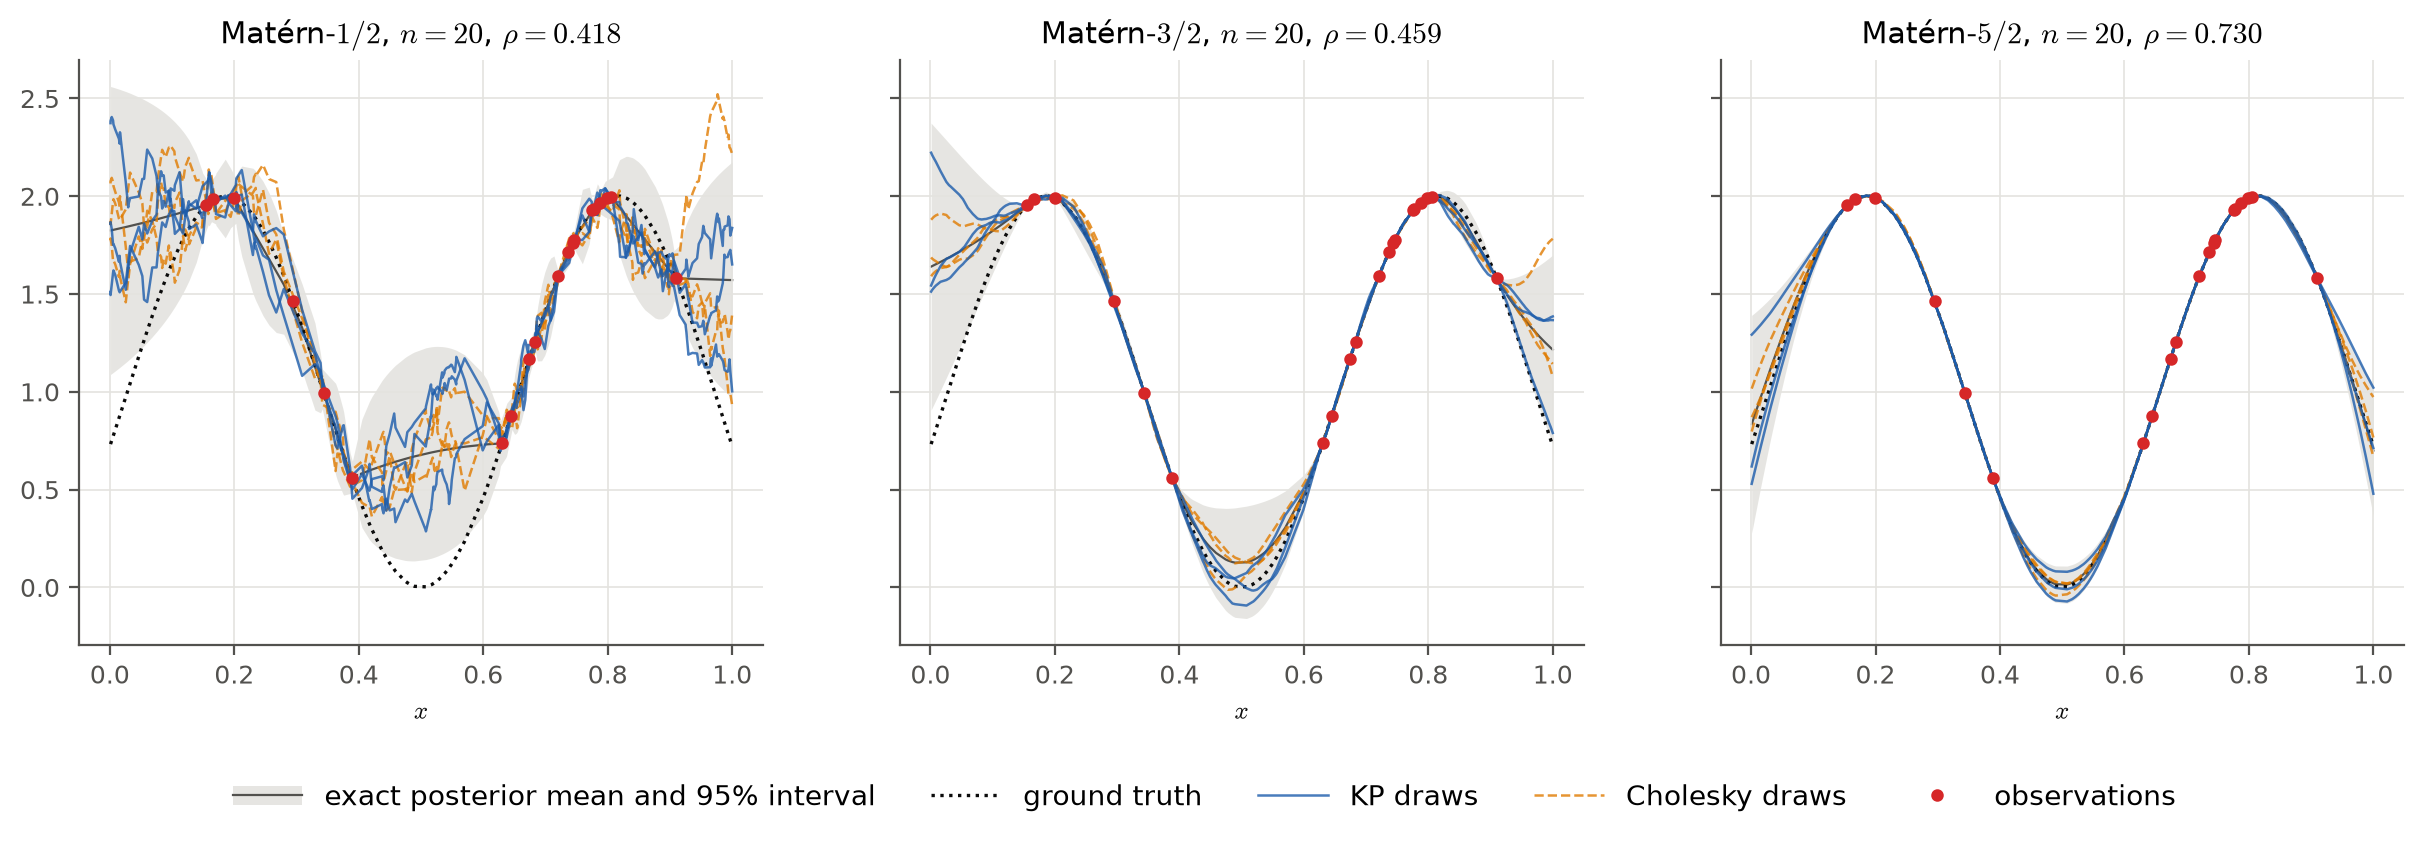 Matérn-1/2, n = 20, ρ = 0.418
2.5
2.0
1.5
1.0
0.5
0.0
0.0 0.2 0.4 0.6 0.8 1.0
x
Matérn-3/2, n = 20, ρ = 0.459
0.0 0.2 0.4 0.6 0.8 1.0
x
Matérn-5/2, n = 20, ρ = 0.730
0.0 0.2 0.4 0.6 0.8 1.0
x
exact posterior mean and 95% interval ground truth KP draws Cholesky draws observations